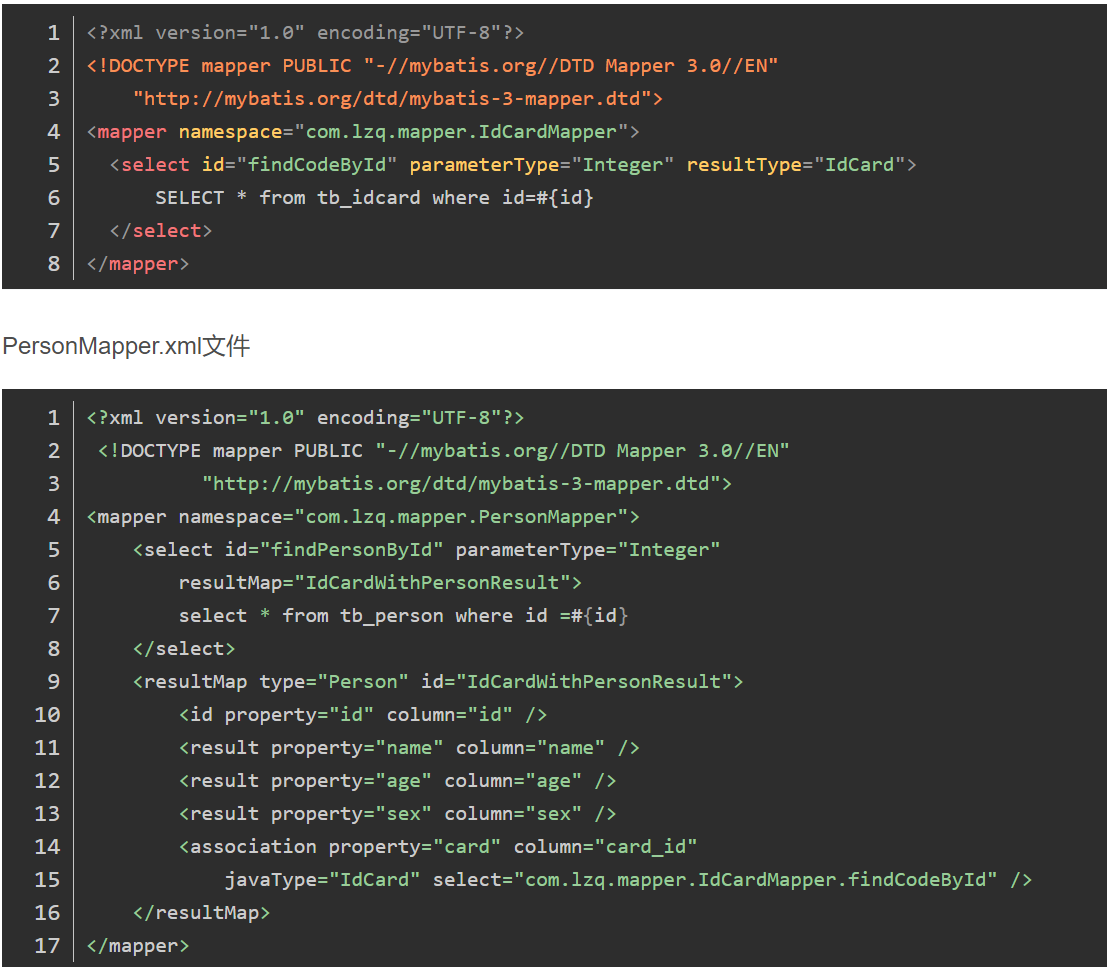 1 <?xml version="1.0" encoding="UTF-8"?>
2 <!DOCTYPE mapper PUBLIC "-//mybatis.org//DTD Mapper 3.0//EN"
3     "http://mybatis.org/dtd/mybatis-3-mapper.dtd">
4 <mapper namespace="com.lzq.mapper.IdCardMapper">
5   <select id="findCodeById" parameterType="Integer" resultType="IdCard">
6       SELECT * from tb_idcard where id=#{id}
7   </select>
8 </mapper>
PersonMapper.xml文件
1 <?xml version="1.0" encoding="UTF-8"?>
2  <!DOCTYPE mapper PUBLIC "-//mybatis.org//DTD Mapper 3.0//EN"
3           "http://mybatis.org/dtd/mybatis-3-mapper.dtd">
4 <mapper namespace="com.lzq.mapper.PersonMapper">
5     <select id="findPersonById" parameterType="Integer"
6         resultMap="IdCardWithPersonResult">
7         select * from tb_person where id =#{id}
8     </select>
9     <resultMap type="Person" id="IdCardWithPersonResult">
10         <id property="id" column="id" />
11         <result property="name" column="name" />
12         <result property="age" column="age" />
13         <result property="sex" column="sex" />
14         <association property="card" column="card_id"
15             javaType="IdCard" select="com.lzq.mapper.IdCardMapper.findCodeById" />
16     </resultMap>
17 </mapper>